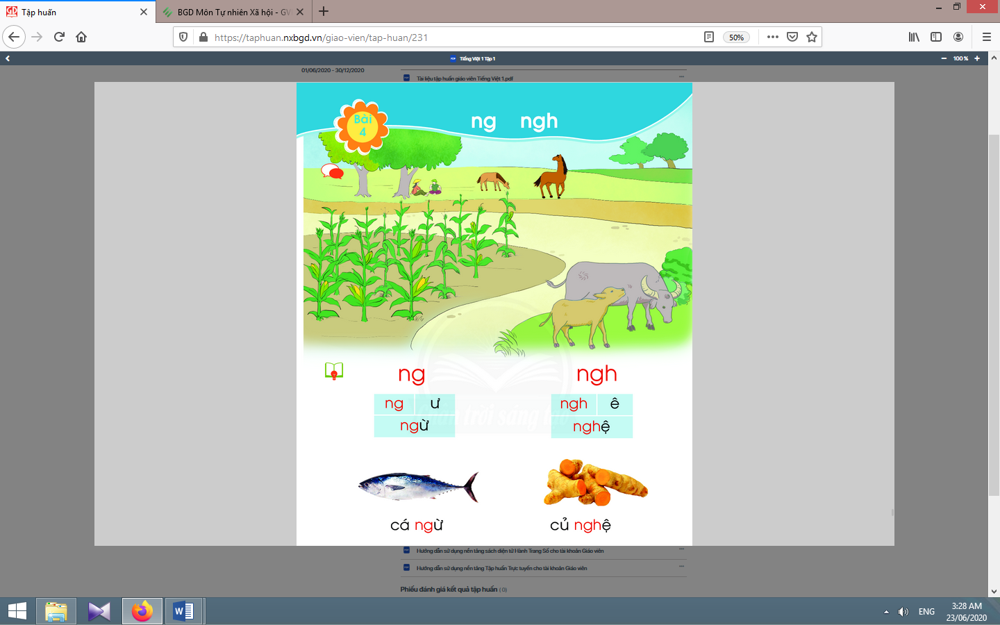 Tập huấn
BGD Môn Tự nhiên Xã hội - GV
https://taphuan.nxbgd.vn/giao-vien/tap-huan/231
50%
PDF Tiếng Việt 1 Tập 1
100 %
01/06/2020 - 30/12/2020
Tài liệu tập huấn giáo viên Tiếng Việt 1.pdf
Bài
4
ng ngh
ng ngh
ng ư ngh ê
ngừ nghệ
Chân trời sáng tạo
cá ngừ củ nghệ
Hướng dẫn sử dụng nền tảng sách điện tử Hành Trang Số cho tài khoản Giáo viên
Hướng dẫn sử dụng nền tảng Tập huấn Trực tuyến cho tài khoản Giáo viên
Phiếu đánh giá kết quả tập huấn ( 0)
ENG
3:28 AM
23/06/2020